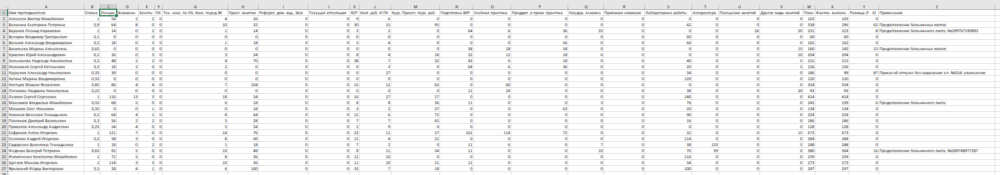 A B C D E F G H I J K L M N O P Q R S T U V W X Y Z
1 Имя преподавателя Ставка Лекции Экзамены Зачеты ПК Тек. конс. по ЛК, Конс. перед ЭК Практ. занятия Реферат, дом. зад., Эссэ Текущая аттестация КСР Конт. раб. И ПК Курс. Проект, Курс. раб. Подготовка ВКР Учебная практика Преддип. и произ. практика Государ. экзамен Приёмная комиссия Лабораторные работы Аспирантура Посещение занятий Другие виды занятий План Фактич. выполн. Разница (Y X) Примечания
2 Алексеев Виктор Михайлович 1 54 2 2 0 4 26 0 0 9 6 0 0 0 0 0 0 0 0 0 0 103 103 0
3 Балакина Екатерина Петровна 0,9 64 8 0 0 10 32 0 0 30 15 95 0 0 0 0 0 42 0 0 0 358 296 62 Предоставление больничных листов:
4 Баранов Леонид Аврамович 1 14 0 2 0 1 14 0 0 3 2 0 64 6 36 35 0 0 0 26 20 231 223 8 Предоставление больничного листа: №299767190893
5 Бучирин Владимир Григорьевич 0,1 0 0 0 0 0 0 0 0 0 0 0 0 0 0 0 0 60 0 0 0 60 60 0
6 Ваганов Александр Владимирович 0,5 18 0 3 0 1 18 0 0 5 4 0 0 0 56 0 0 60 0 0 0 165 165 0
7 Васильева Марина Алексеевна 0,65 0 0 0 0 0 0 0 0 0 0 0 58 18 54 0 0 0 0 0 15 160 145 15 Предоставление больничных листов:
8 Ермолин Юрий Александрович 0,5 36 0 3 0 3 54 0 0 8 4 18 32 12 18 6 0 0 0 0 10 204 204 0
9 Зольникова Надежда Николаевна 0,5 48 2 2 0 4 70 0 0 38 7 32 43 6 18 0 0 40 0 0 5 315 315 0
10 Иконников Сергей Евгеньевич 0,3 18 2 0 0 2 0 0 0 0 3 0 64 6 36 0 0 20 0 0 5 156 156 0
11 Караулов Александр Николаевич 0,35 38 0 0 0 0 0 0 0 0 27 0 0 0 0 0 0 34 0 0 0 186 99 87 Приказ об отпуске без сохранения з.п. №554; увольнение
12 Катина Марина Владимировна 0,55 0 0 0 0 0 0 0 0 0 0 0 0 0 0 0 0 120 0 0 0 120 120 0
13 Клепцов Михаил Яковлевич 0,85 86 4 4 0 7 104 0 0 15 12 62 0 60 0 0 0 0 0 0 0 354 354 0
14 Логинова Людмила Николаевна 0,25 0 0 0 0 0 0 0 0 0 0 0 11 24 0 0 0 38 0 0 20 93 93 0
15 Лызлов Сергей Сергеевич 1 116 13 3 0 18 54 0 0 16 27 27 0 0 0 0 0 140 0 0 0 414 414 0
16 Максимов Владислав Михайлович 0,55 68 5 0 0 6 18 0 0 8 8 36 11 0 0 3 0 76 0 0 0 245 239 6 Предоставление больничного листа:
17 Монахов Олег Иванович 0,35 0 0 1 0 0 18 0 0 3 2 27 0 0 63 0 0 20 0 0 0 134 134 0
18 Новиков Вячеслав Геннадьевич 0,5 64 4 1 0 8 64 0 0 15 6 72 0 0 0 0 0 90 0 0 0 324 324 0
19 Павлинов Дмитрий Васильевич 0,3 56 2 2 0 3 28 0 0 7 7 65 0 0 0 0 0 16 0 0 0 186 186 0
20 Привалов Александр Андреевич 0,25 54 4 0 0 5 54 0 0 2 9 0 0 0 0 0 0 0 0 0 0 128 128 0
21 Сафронов Антон Игоревич 1 121 7 0 0 14 76 0 0 23 11 27 161 114 72 0 0 32 0 0 15 673 673 0
22 Сеславин Андрей Игоревич 0,5 58 3 0 0 8 60 0 0 15 4 22 0 0 0 0 0 114 0 0 0 284 284 0
23 Сидоренко Валентина Геннадьевна 1 18 0 2 0 1 18 0 0 7 2 0 11 6 0 7 0 38 133 0 5 248 248 0
24 Федянин Валерий Петрович 0,65 92 5 0 0 10 48 0 0 8 11 54 11 0 0 10 0 76 39 0 0 380 364 16 Предоставление больничного листа: №289748977287
25 Филипченко Константин Михайлович 1 72 5 0 0 8 36 0 0 12 10 0 0 0 0 0 0 116 0 0 0 259 259 0
26 Щеглов Максим Игоревич 1 114 3 3 0 10 36 0 0 11 10 21 11 0 0 0 0 54 0 0 0 273 273 0
27 Ярковский Фёдор Викторович 0,5 28 4 1 0 6 100 0 0 33 7 18 0 0 0 0 0 100 0 0 0 297 297 0